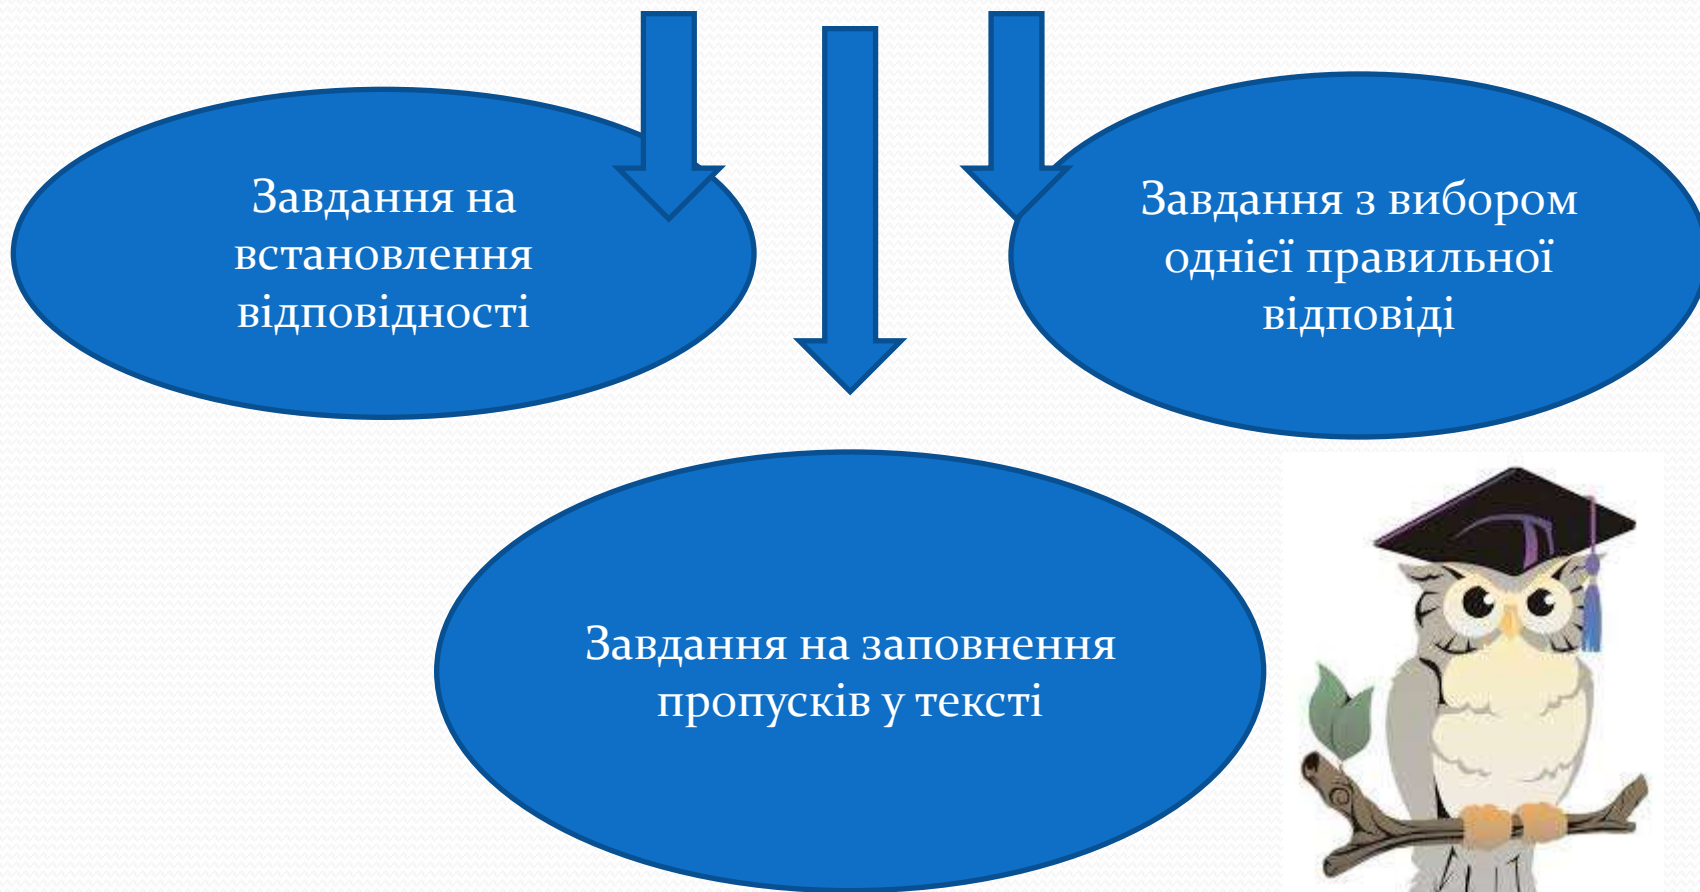 Завдання на
встановлення
відповідності
Завдання з вибором
однієї правильної
відповіді
Завдання на заповнення
пропусків у тексті